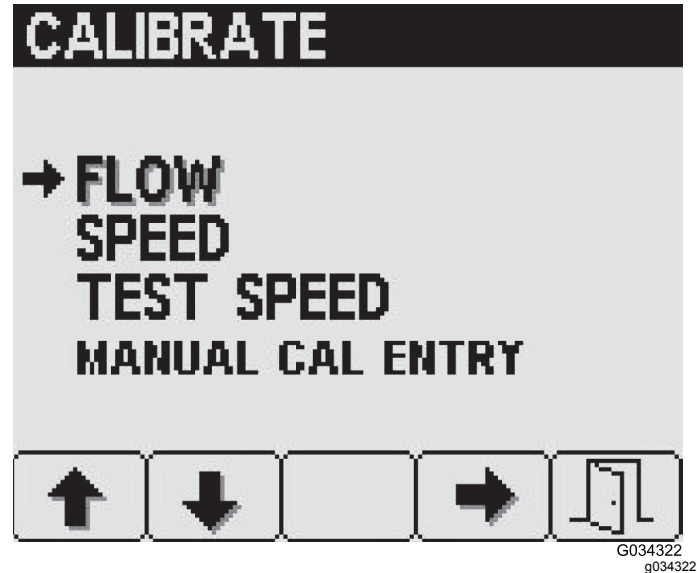 CALIBRATE
FLOW
SPEED
TEST SPEED
MANUAL CAL ENTRY
G034322
g034322